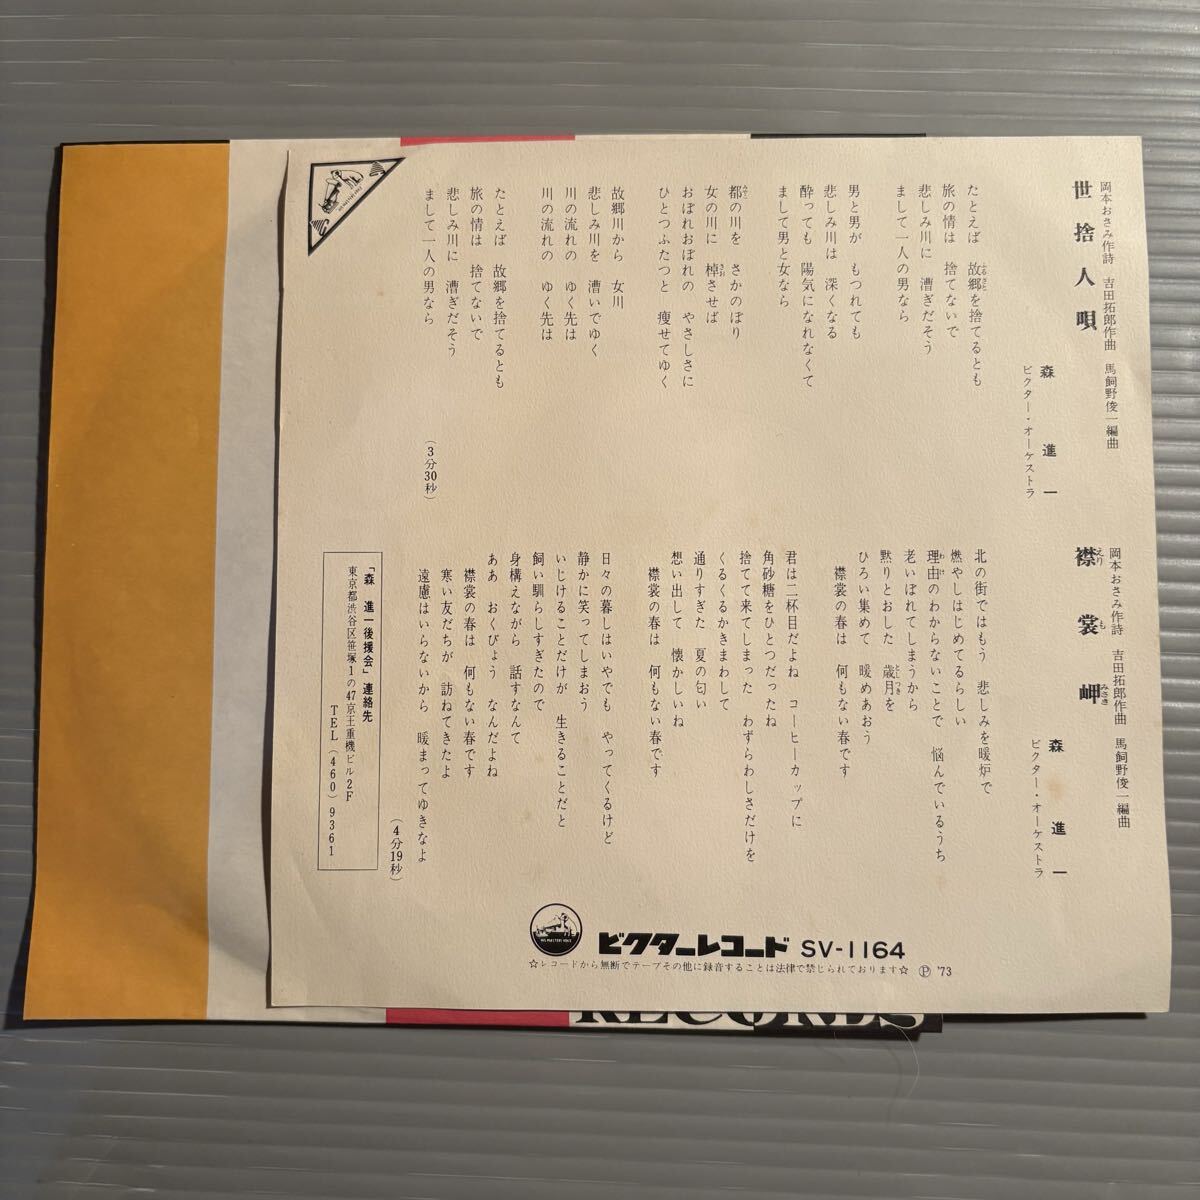 世捨人唄
岡本おさみ作詩　吉田拓郎作曲　馬飼野俊一編曲
森進一
ビクター・オーケストラ
たとえば　故郷を捨てるとも
旅の情は　捨てないで
悲しみ川に　漕ぎだそう
まして一人の男なら
男と男が　もつれても
悲しみ川は　深くなる
酔っても　陽気になれなくて
まして男と女なら
都の川を　さかのぼり
女の川に　棹させば
おぼれおぼれの　やさしさに
ひとつふたつと　痩せてゆく
故郷川から　女川
悲しみ川を　漕いでゆく
川の流れの　ゆく先は
川の流れの　ゆく先は
たとえば　故郷を捨てるとも
旅の情は　捨てないで
悲しみ川に　漕ぎだそう
まして一人の男なら
(3分30秒)
襟裳岬
えりもみさき
岡本おさみ作詩　吉田拓郎作曲　馬飼野俊一編曲
森進一
ビクター・オーケストラ
北の街ではもう　悲しみを暖炉で
燃やしはじめてるらしい
理由のわからないことで　悩んでいるうち
老いぼれてしまうから
黙りとおした　歳月を
ひろい集めて　暖めあおう
襟裳の春は　何もない春です
君は二杯目だよね　コーヒーカップに
角砂糖をひとつだったね
捨てて来てしまった　わずらわしさだけを
くるくるかきまわして
通りすぎた　夏の匂い
想い出して　懐かしいね
襟裳の春は　何もない春です
日々の暮しはいやでも　やってくるけど
静かに笑ってしまおう
いじけることだけが　生きることだと
飼い馴らしすぎたので
身構えながら　話すなんて
ああ　おくびょう　なんだよね
襟裳の春は　何もない春です
寒い友だちが　訪ねてきたよ
遠慮はいらないから　暖まってゆきなよ
(4分19秒)
「森進一後援会」連絡先
東京都渋谷区笹塚1の47京王重機ビル2F
TEL (460) 9361
HIS MASTER'S VOICE
ビクターレコード SV-1164
☆レコードから無断でテープその他に録音することは法律で禁じられております☆ Ⓟ '73
RECORDS